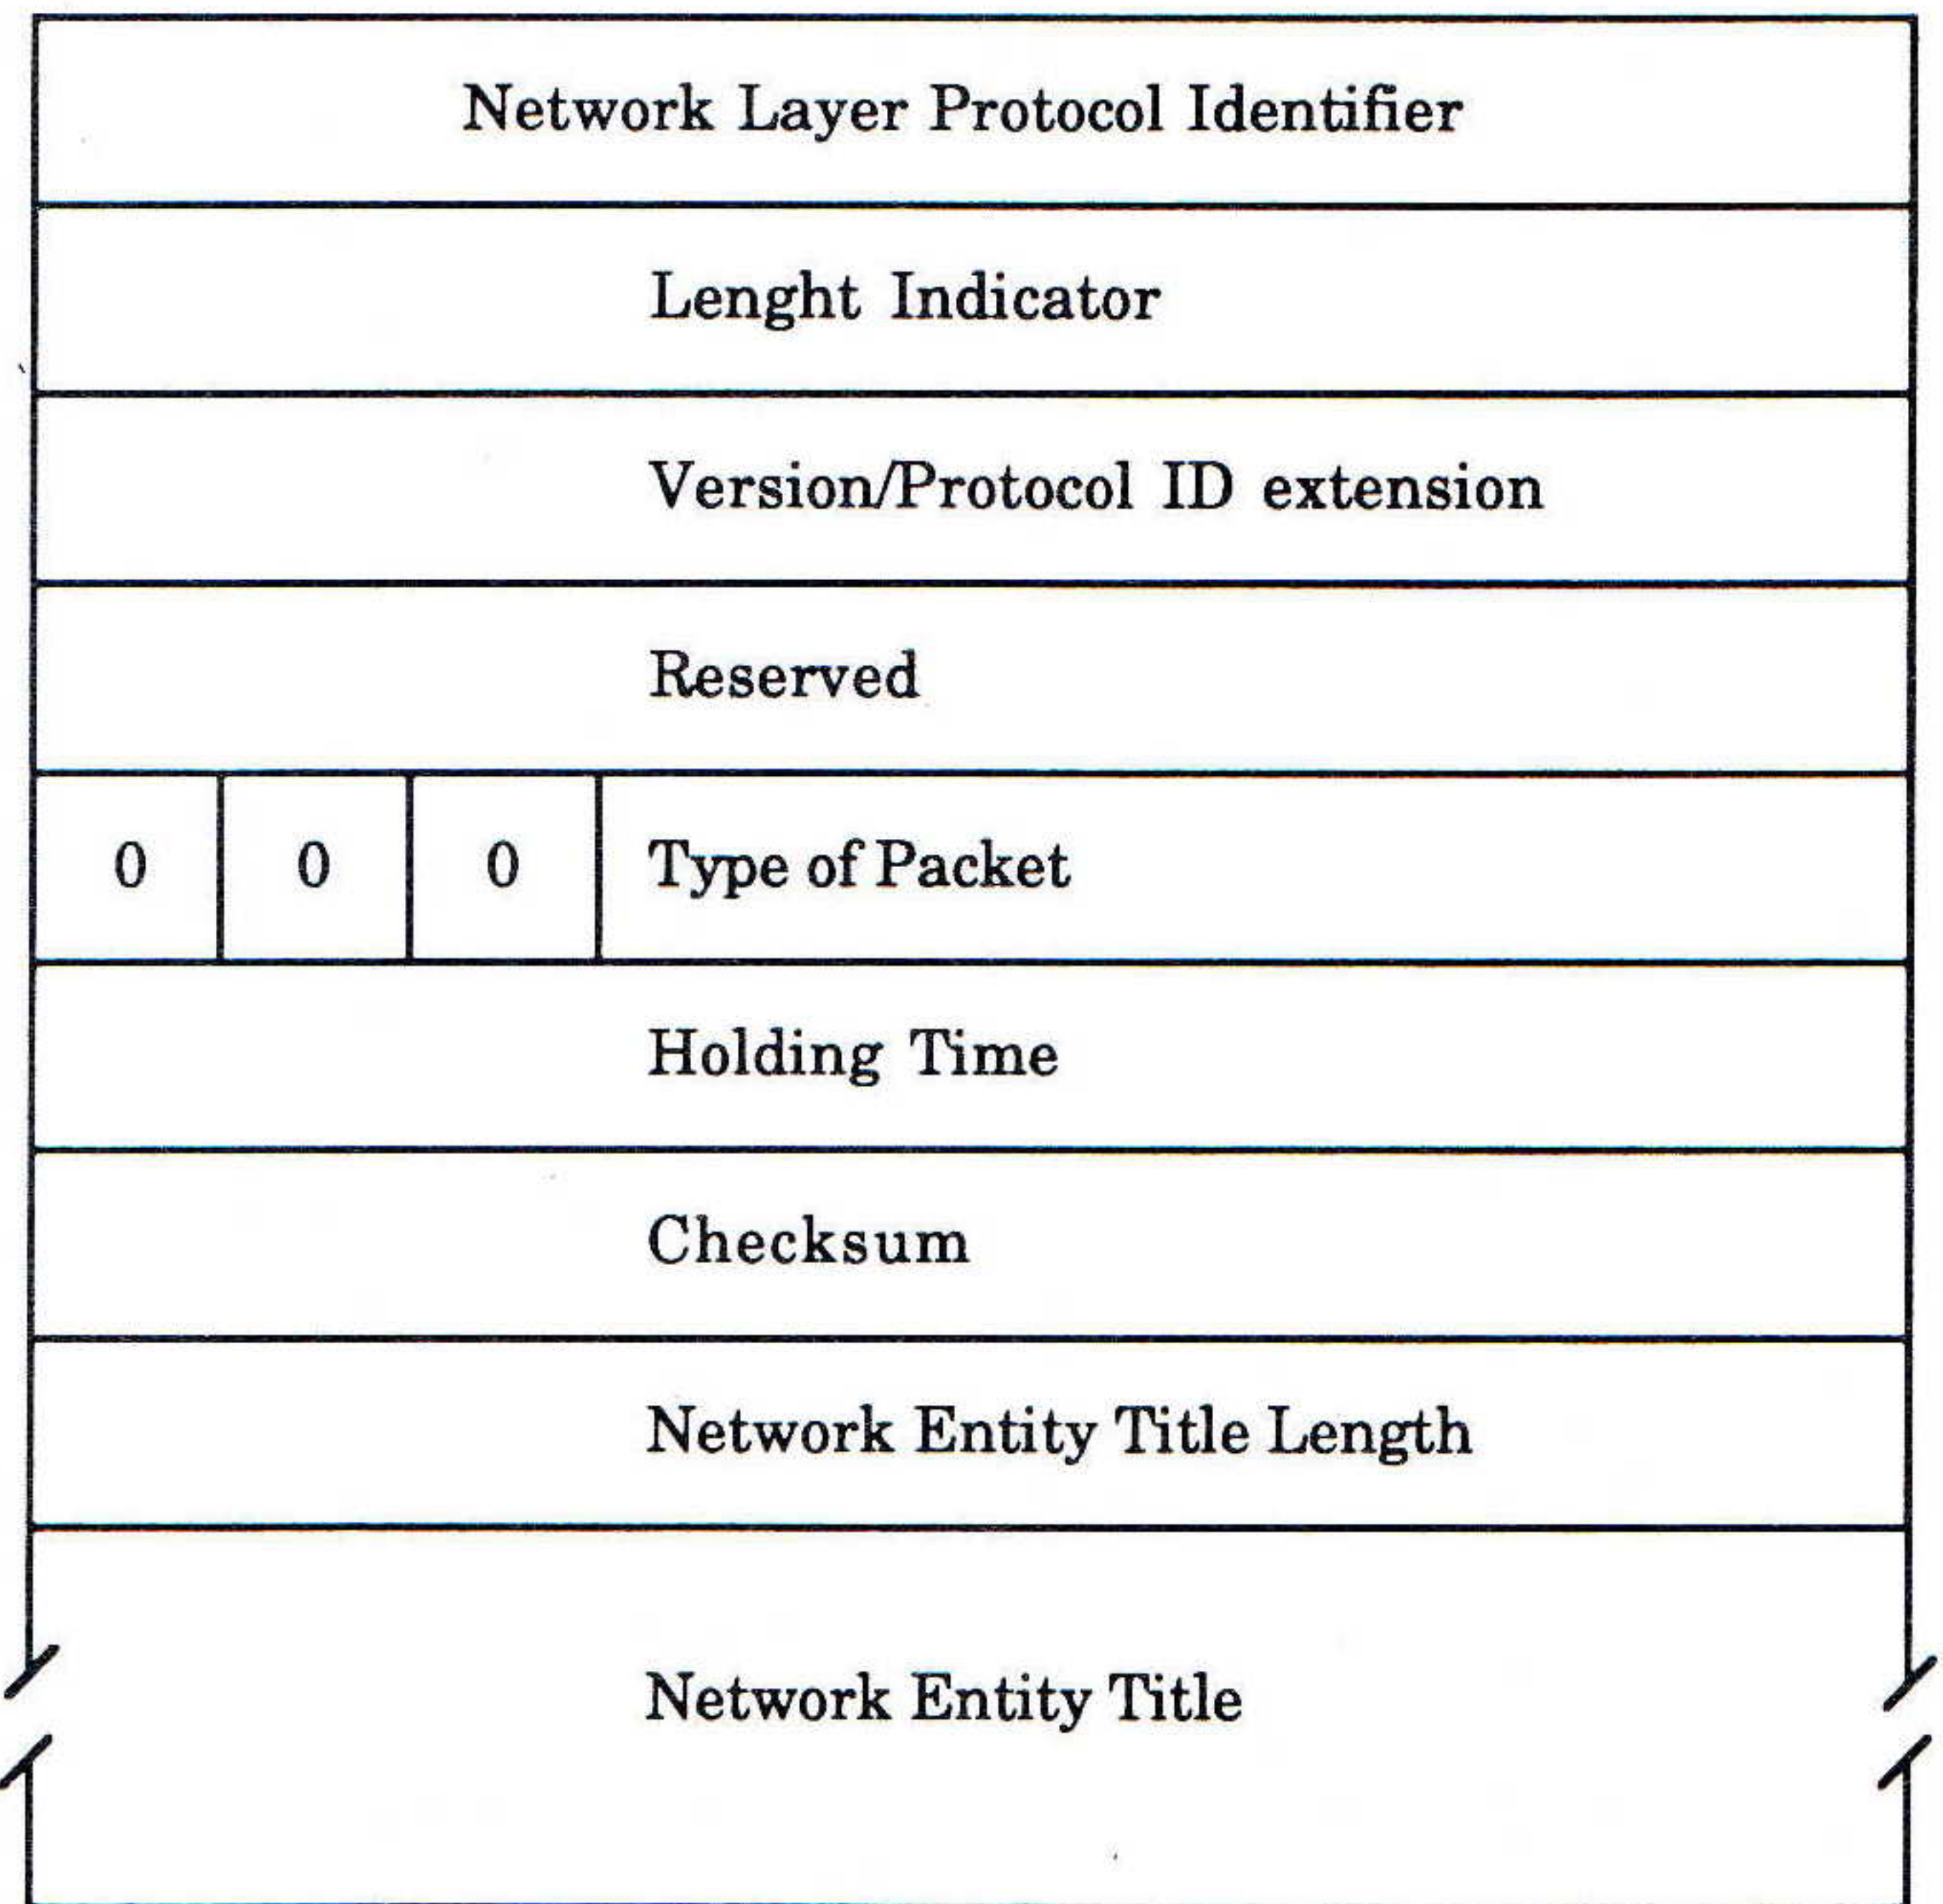 Network Layer Protocol Identifier
Lenght Indicator
Version/Protocol ID extension
Reserved
0 0 0 Type of Packet
Holding Time
Checksum
Network Entity Title Length
Network Entity Title